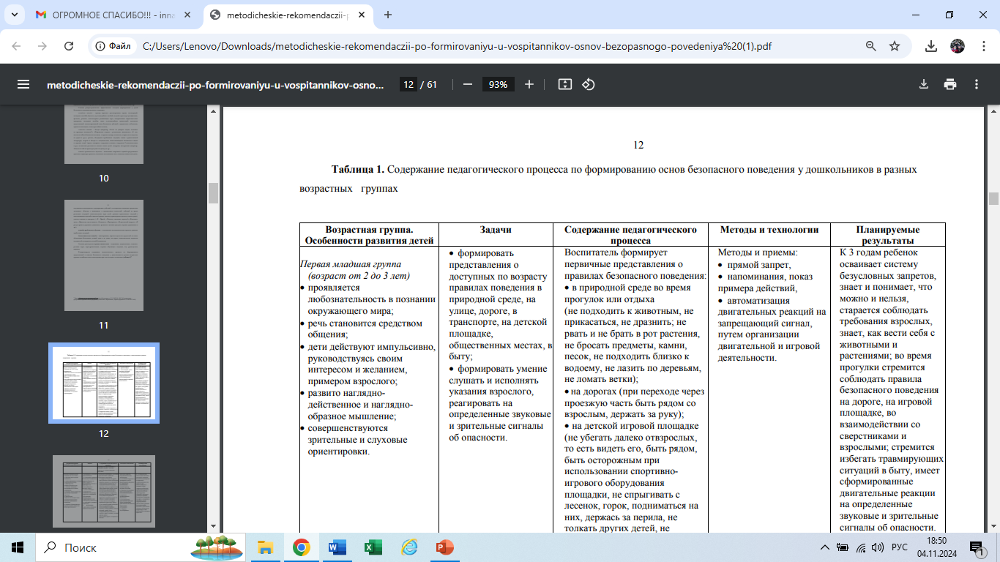 ОГРОМНОЕ СПАСИБО!!! - inna
metodicheskie-rekomendaczii-p
Файл
C:/Users/Lenovo/Downloads/metodicheskie-rekomendaczii-po-formirovaniyu-u-vospitannikov-osnov-bezopasnogo-povedeniya%20(1).pdf
metodicheskie-rekomendaczii-po-formirovaniyu-u-vospitannikov-osno...
12 / 61
93%
10
11
12
12
Таблица 1. Содержание педагогического процесса по формированию основ безопасного поведения у дошкольников в разных
возрастных группах
Возрастная группа.
Особенности развития детей
Задачи
Содержание педагогического
процесса
Методы и технологии
Планируемые
результаты
Первая младшая группа
(возраст от 2 до 3 лет)
• проявляется
любознательность в познании
окружающего мира;
• речь становится средством
общения;
• дети действуют импульсивно,
руководствуясь своим
интересом и желанием,
примером взрослого;
• развито наглядно-
действенное и наглядно-
образное мышление;
• совершенствуются
зрительные и слуховые
ориентировки.
• формировать
представления о
доступных по возрасту
правилах поведения в
природной среде, на
улице, дороге, в
транспорте, на детской
площадке,
общественных местах, в
быту;
• формировать умение
слушать и исполнять
указания взрослого,
реагировать на
определенные звуковые
и зрительные сигналы
об опасности.
Воспитатель формирует
первичные представления о
правилах безопасного поведения:
• в природной среде во время
прогулок или отдыха
(не подходить к животным, не
прикасаться, не дразнить; не
рвать и не брать в рот растения,
не бросать предметы, камни,
песок, не подходить близко к
водоему, не лазить по деревьям,
не ломать ветки);
• на дорогах (при переходе через
проезжую часть быть рядом со
взрослым, держать за руку);
• на детской игровой площадке
(не убегать далеко отвзрослых,
то есть видеть его, быть рядом,
быть осторожным при
использовании спортивно-
игрового оборудования
площадки, не спрыгивать с
лесенок, горок, подниматься на
них, держась за перила, не
толкать других детей, не
Методы и приемы:
• прямой запрет,
• напоминания, показ
примера действий,
• автоматизация
двигательных реакций на
запрещающий сигнал,
путем организации
двигательной и игровой
деятельности.
К 3 годам ребенок
осваивает систему
безусловных запретов,
знает и понимает, что
можно и нельзя,
старается соблюдать
требования взрослых,
знает, как вести себя с
животными и
растениями; во время
прогулки стремится
соблюдать правила
безопасного поведения
на дороге, на игровой
площадке, во
взаимодействии со
сверстниками и
взрослыми; стремится
избегать травмирующих
ситуаций в быту, имеет
сформированные
двигательные реакции
на определенные
звуковые и зрительные
сигналы об опасности.
Поиск
РУС
18:50
04.11.2024
1